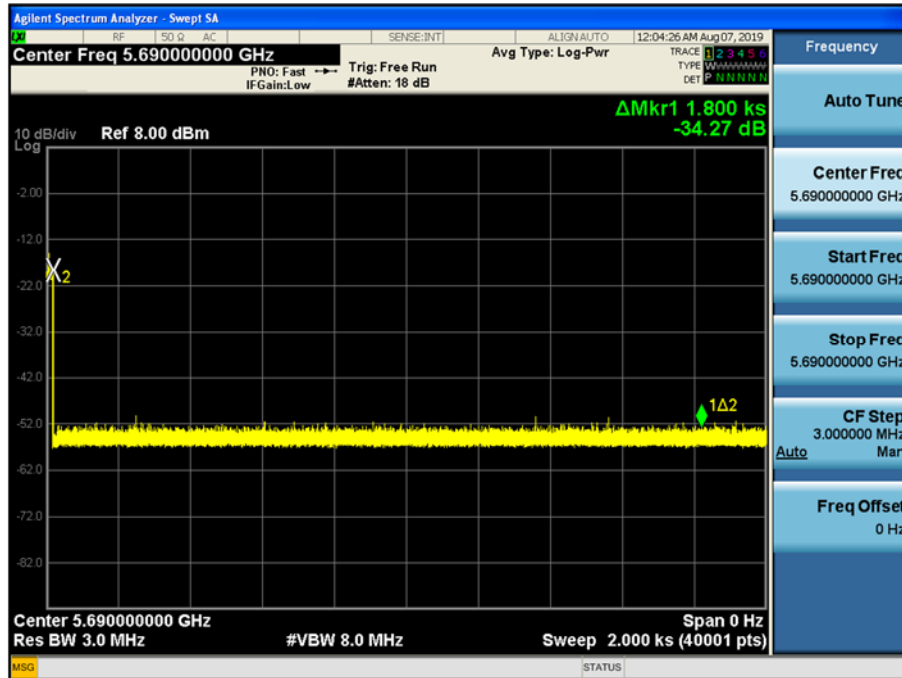 Agilent Spectrum Analyzer - Swept SA
LXI RF 50 Ω AC SENSE:INT ALIGNAUTO 12:04:26 AM Aug 07, 2019
Center Freq 5.690000000 GHz
PNO: Fast
IFGain:Low
Trig: Free Run
#Atten: 18 dB
Avg Type: Log-Pwr
TRACE 1 2 3 4 5 6
TYPE WWWWWW
DET P N N N N N
ΔMkr1 1.800 ks
-34.27 dB
10 dB/div Ref 8.00 dBm
Log
-2.00
-12.0
X2
-22.0
-32.0
-42.0
1Δ2
-52.0
-62.0
-72.0
-82.0
Center 5.690000000 GHz Span 0 Hz
Res BW 3.0 MHz #VBW 8.0 MHz Sweep 2.000 ks (40001 pts)
MSG STATUS
Frequency
Auto Tune
Center Freq
5.690000000 GHz
Start Freq
5.690000000 GHz
Stop Freq
5.690000000 GHz
CF Step
3.000000 MHz
Auto Man
Freq Offset
0 Hz